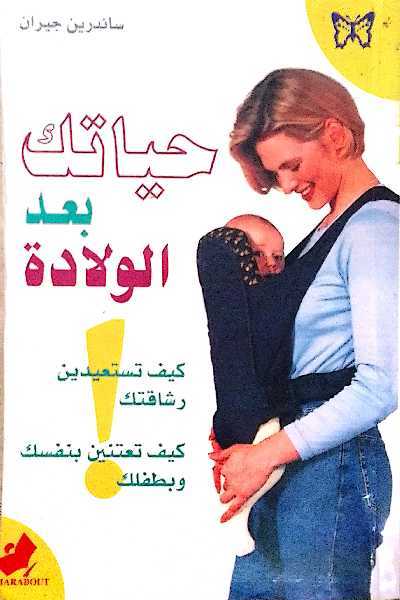 ساندرين جيران
حياتك
بعد
الولادة
!
كيف تستعيدين
رشاقتك
كيف تعتنين بنفسك
وبطفلك
MARABOUT